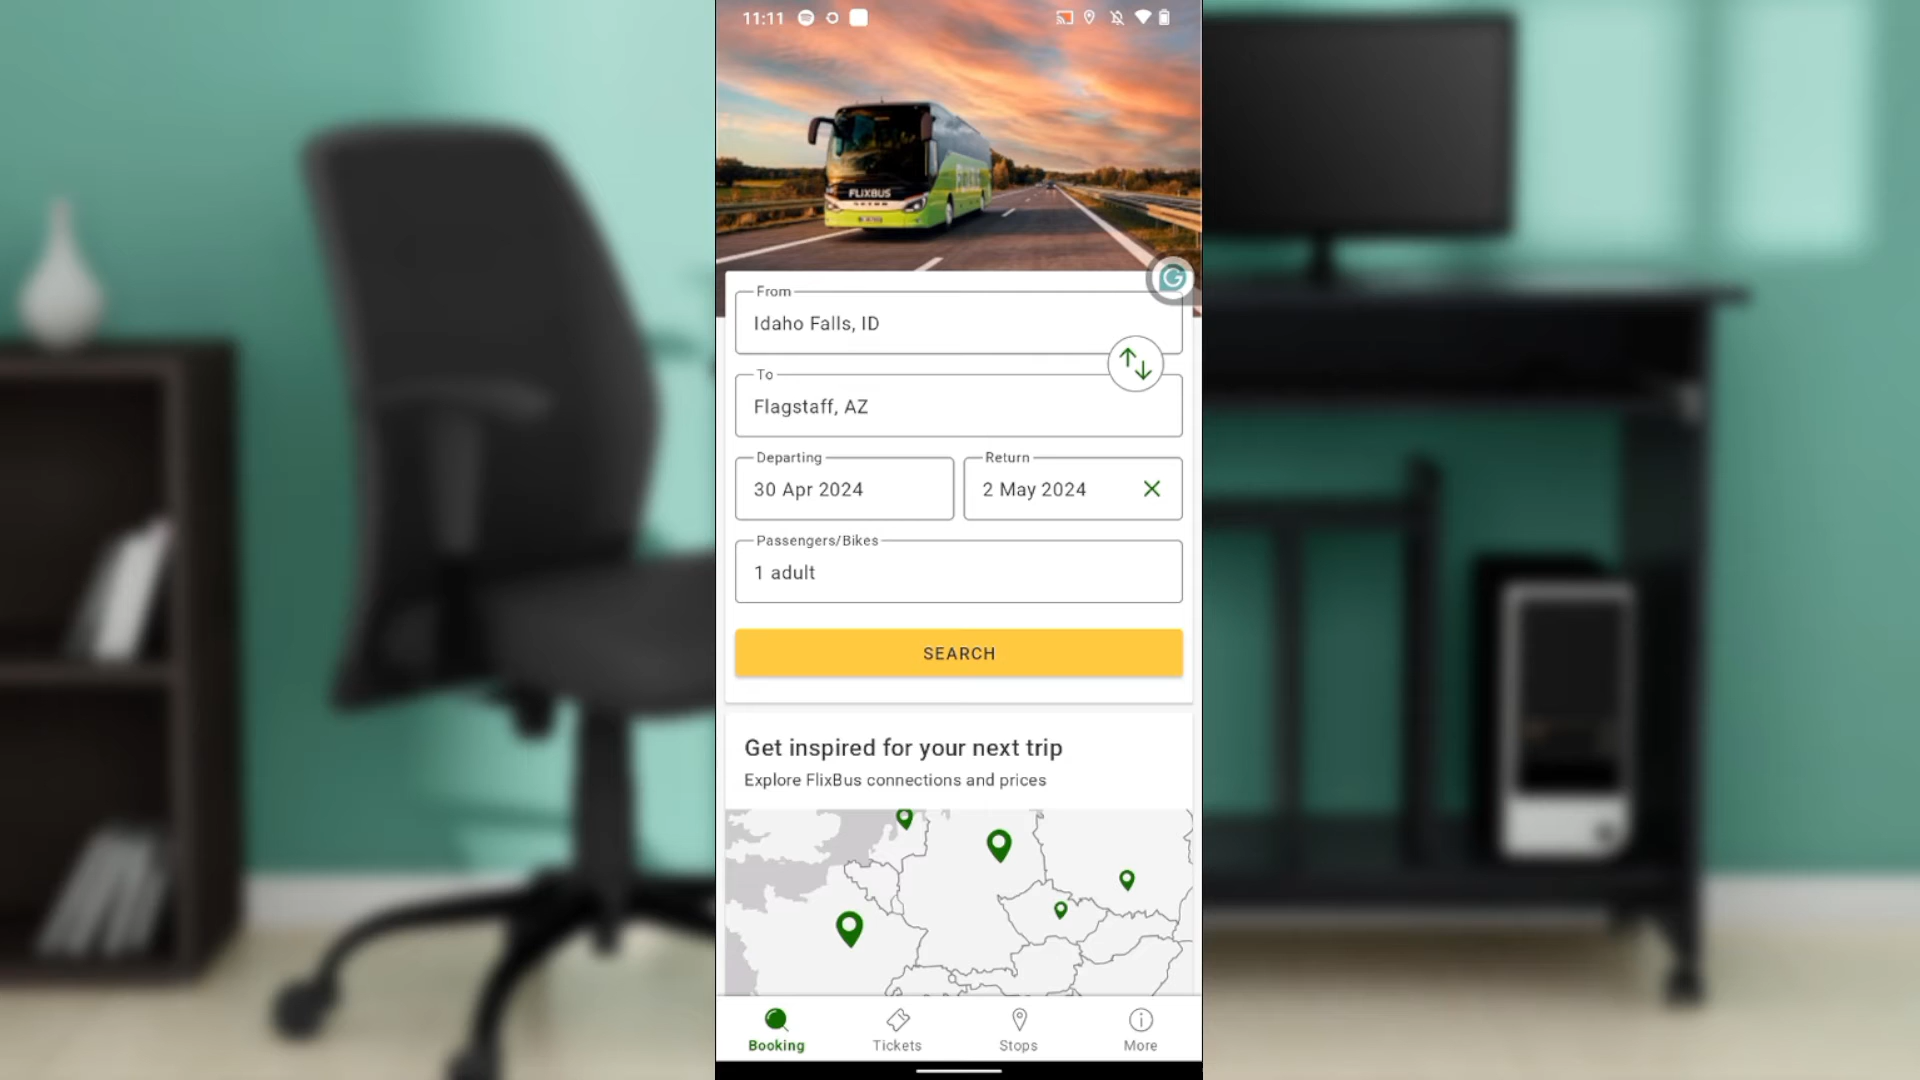 11:11
FLIXBUS
From
Idaho Falls, ID
To
Flagstaff, AZ
Departing
Return
30 Apr 2024
2 May 2024
Passengers/Bikes
1 adult
SEARCH
Get inspired for your next trip
Explore FlixBus connections and prices
Booking
Tickets
Stops
More